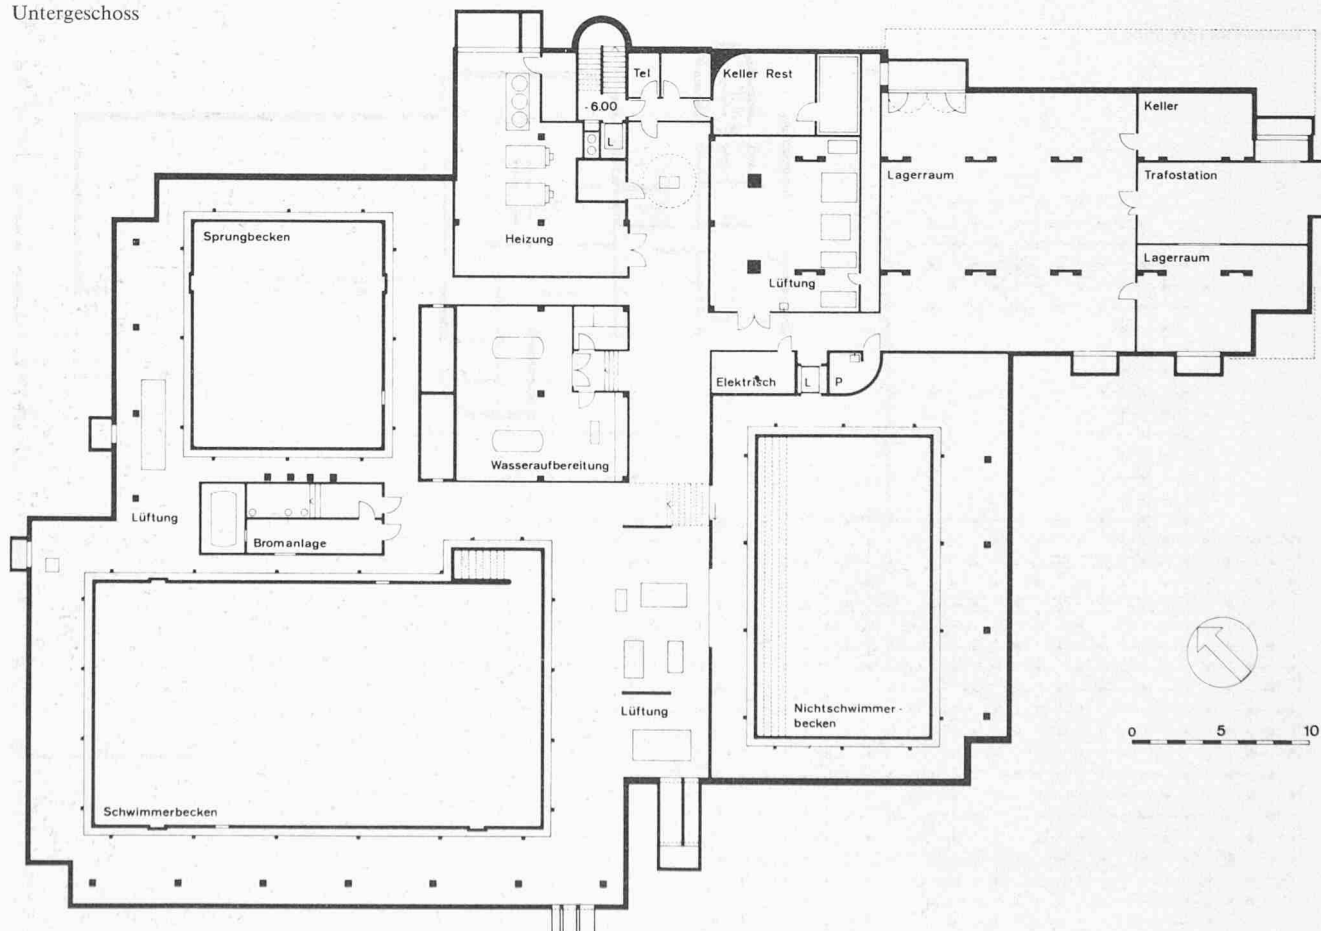 Untergeschoss
Tel
Keller Rest
-6.00
Keller
L
Lagerraum
Trafostation
Sprungbecken
Heizung
Lagerraum
Lüftung
Elektrisch
L
P
Wasseraufbereitung
Lüftung
Bromanlage
Nichtschwimmer-
becken
Lüftung
0 5 10
Schwimmerbecken